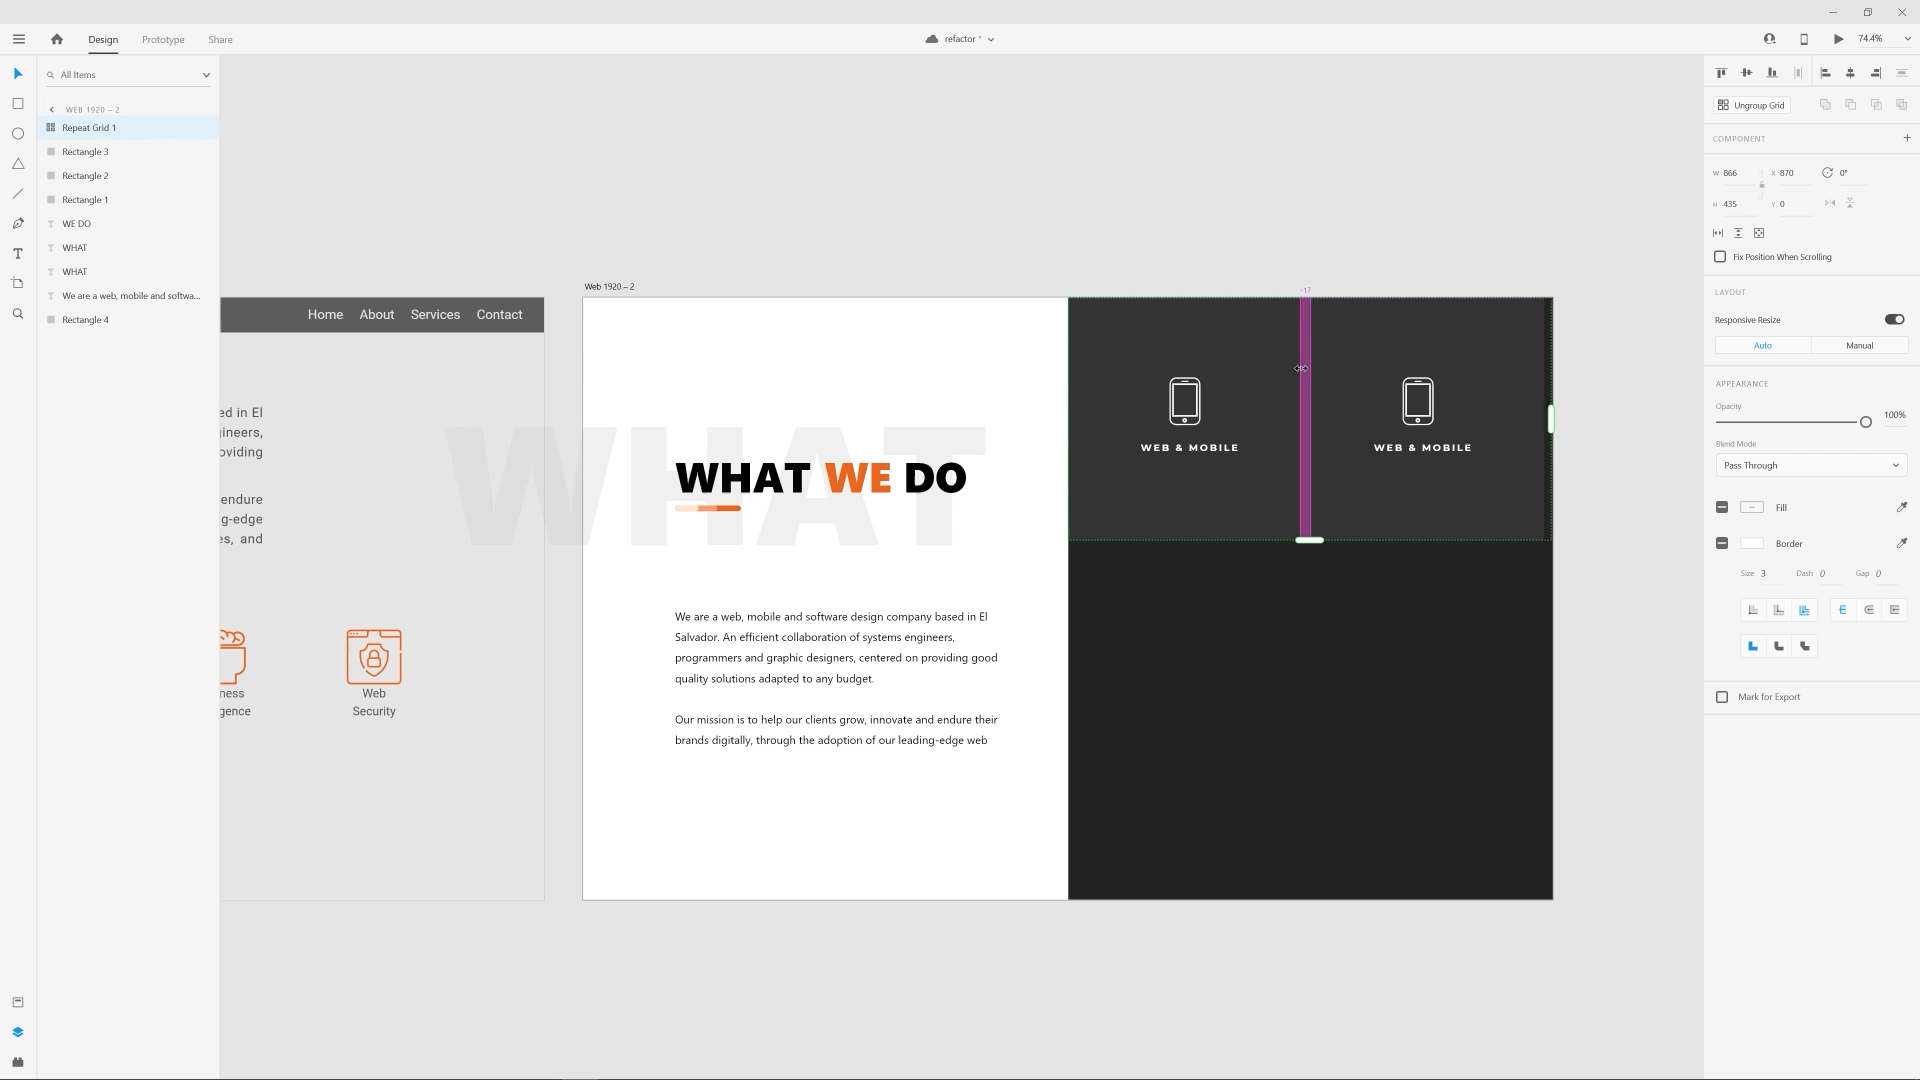 Design
Prototype
Share
refactor *
74.4%
All Items
WEB 1920 – 2
Repeat Grid 1
Rectangle 3
Rectangle 2
Rectangle 1
WE DO
WHAT
WHAT
We are a web, mobile and softwa...
Rectangle 4
Home
About
Services
Contact
ed in El
ineers,
oviding
endure
g-edge
es, and
ness
gence
Web
Security
Web 1920 – 2
WHAT
WHAT WE DO
We are a web, mobile and software design company based in El
Salvador. An efficient collaboration of systems engineers,
programmers and graphic designers, centered on providing good
quality solutions adapted to any budget.
Our mission is to help our clients grow, innovate and endure their
brands digitally, through the adoption of our leading-edge web
-17
WEB & MOBILE
WEB & MOBILE
Ungroup Grid
COMPONENT
W 866
X 870
0°
H 435
Y 0
Fix Position When Scrolling
LAYOUT
Responsive Resize
Auto
Manual
APPEARANCE
Opacity
100%
Blend Mode
Pass Through
Fill
Border
Size 3
Dash 0
Gap 0
Mark for Export